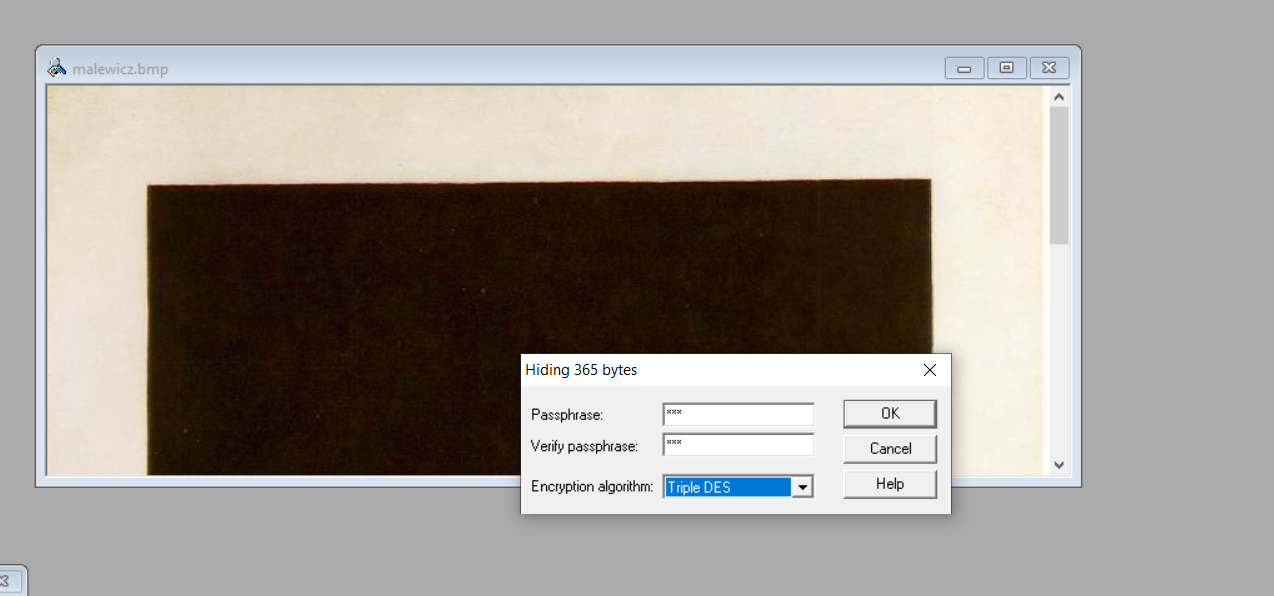 malewicz.bmp
Hiding 365 bytes
Passphrase: ***
OK
Verify passphrase: ***
Cancel
Encryption algorithm: Triple DES
Help